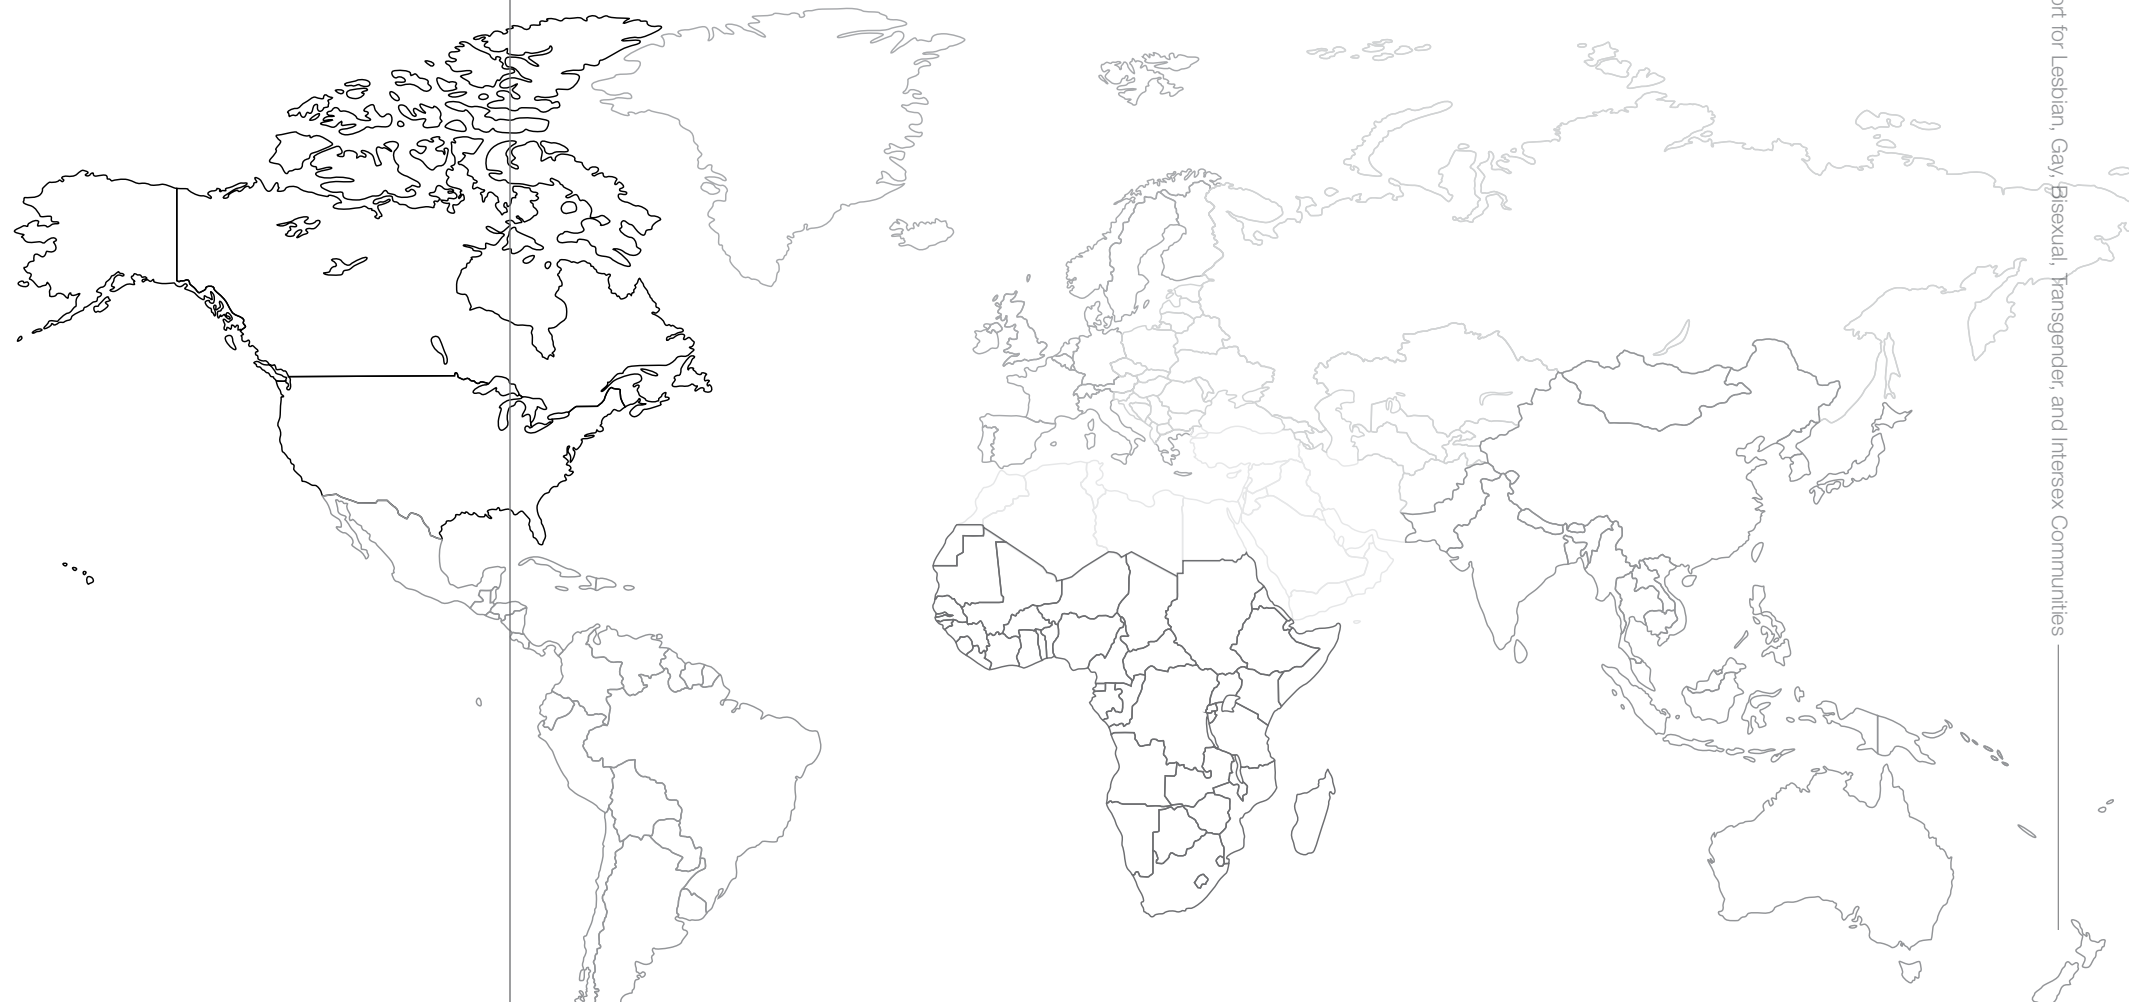 ort for Lesbian, Gay, Bisexual, Transgender, and Intersex Communities